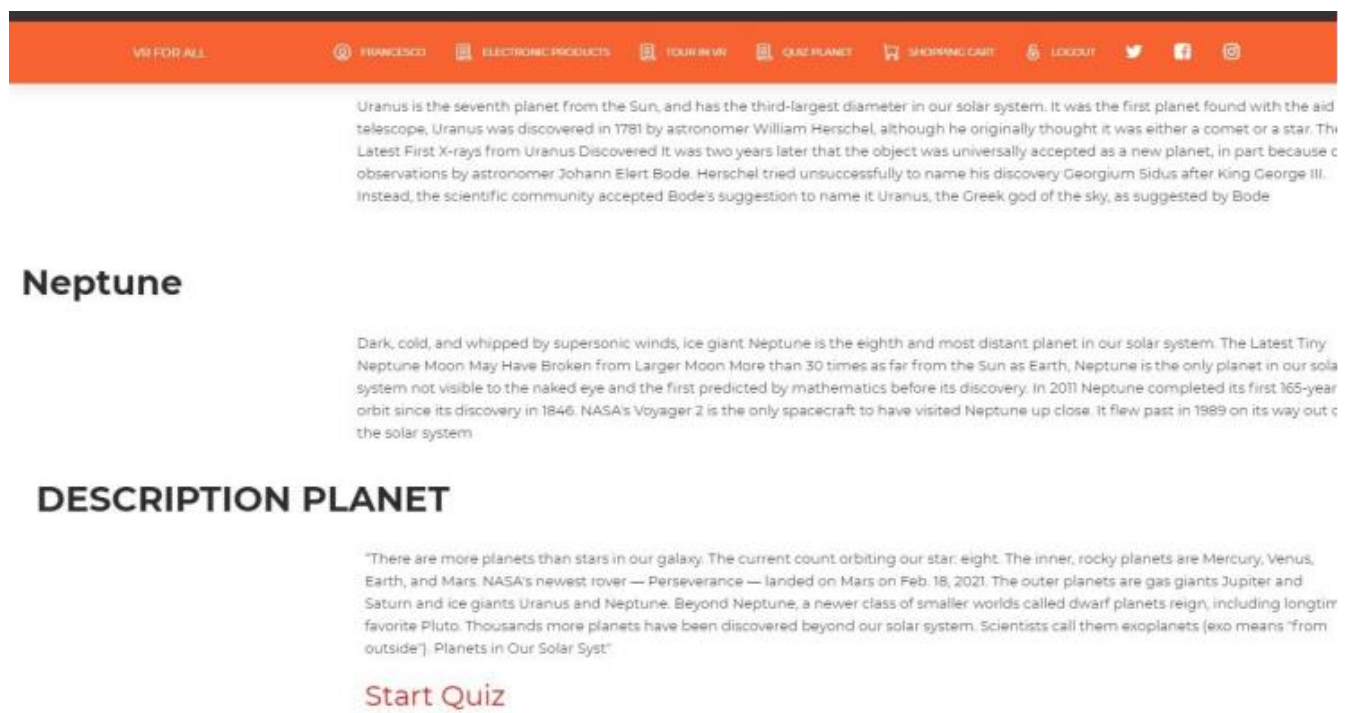 VR FOR ALL FRANCESCO ELECTRONIC PRODUCTS TOUR IN VR QUIZ PLANET SHOPPING CART LOGOUT
Uranus is the seventh planet from the Sun, and has the third-largest diameter in our solar system. It was the first planet found with the aid
telescope, Uranus was discovered in 1781 by astronomer William Herschel, although he originally thought it was either a comet or a star. The
Latest First X-rays from Uranus Discovered It was two years later that the object was universally accepted as a new planet, in part because
observations by astronomer Johann Elert Bode. Herschel tried unsuccessfully to name his discovery Georgium Sidus after King George III.
Instead, the scientific community accepted Bode's suggestion to name it Uranus, the Greek god of the sky, as suggested by Bode
Neptune
Dark, cold, and whipped by supersonic winds, ice giant Neptune is the eighth and most distant planet in our solar system. The Latest Tiny
Neptune Moon May Have Broken from Larger Moon More than 30 times as far from the Sun as Earth, Neptune is the only planet in our sola
system not visible to the naked eye and the first predicted by mathematics before its discovery. In 2011 Neptune completed its first 165-year
orbit since its discovery in 1846. NASA's Voyager 2 is the only spacecraft to have visited Neptune up close. It flew past in 1989 on its way out
the solar system
DESCRIPTION PLANET
"There are more planets than stars in our galaxy. The current count orbiting our star: eight. The inner, rocky planets are Mercury, Venus,
Earth, and Mars. NASA's newest rover — Perseverance — landed on Mars on Feb. 18, 2021. The outer planets are gas giants Jupiter and
Saturn and ice giants Uranus and Neptune. Beyond Neptune, a newer class of smaller worlds called dwarf planets reign, including longtim
favorite Pluto. Thousands more planets have been discovered beyond our solar system. Scientists call them exoplanets (exo means "from
outside"). Planets in Our Solar Syst"
Start Quiz